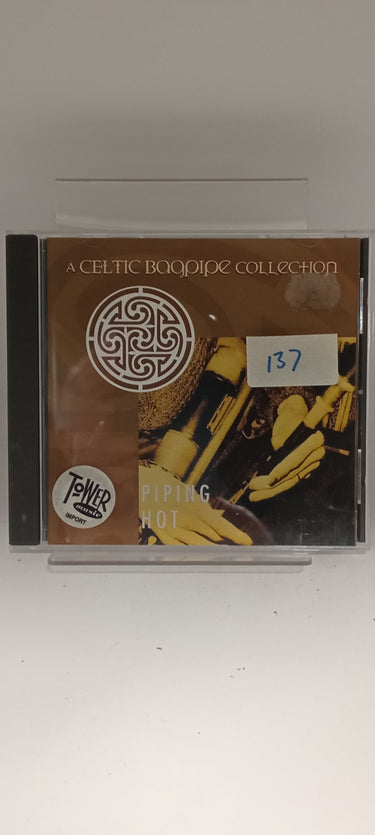 A CELTIC BAGPIPE COLLECTION
137
TOWER
music
IMPORT
PIPING
HOT